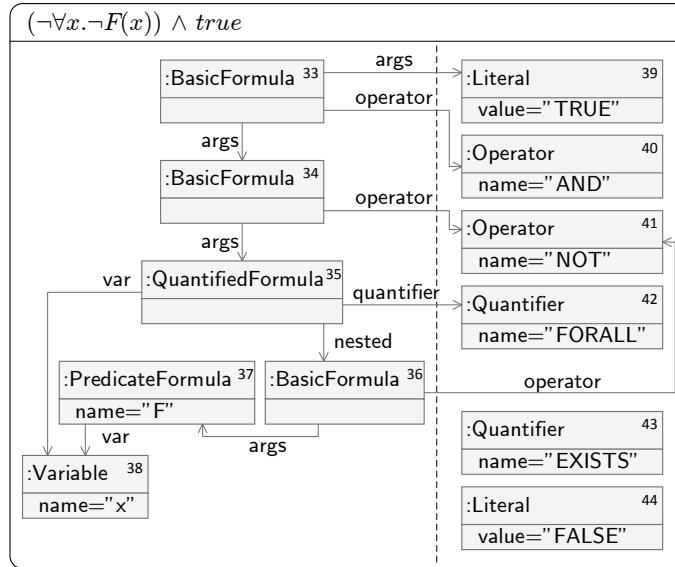 (¬∀x.¬F(x)) ∧ true
:BasicFormula 33
args
:Literal 39
value="TRUE"
operator
args
:Operator 40
name="AND"
:BasicFormula 34
operator
:Operator 41
name="NOT"
args
var
:QuantifiedFormula 35
quantifier
:Quantifier 42
name="FORALL"
nested
:PredicateFormula 37
name="F"
:BasicFormula 36
operator
args
var
:Quantifier 43
name="EXISTS"
:Variable 38
name="x"
:Literal 44
value="FALSE"